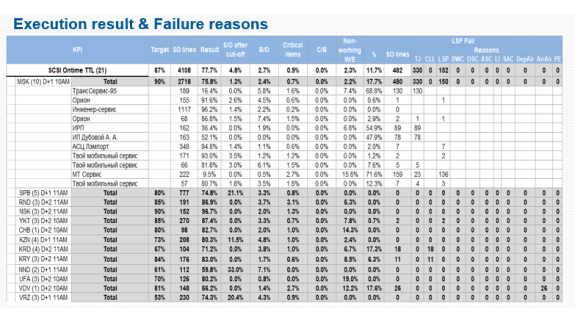 Execution result & Failure reasons
KPI Target SO lines Result S/O after cut-off B/O Critical items C/B Non-working W/E % SO lines LSP Fail
Reasons
TJ CLL LSP BWC OSC ASC Li SAC DepAir ArrAir PE
SCSI Ontime TTL (21) 87% 4108 77.7% 4.8% 2.7% 0.9% 0.0% 2.3% 11.7% 482 330 0 152 0 0 0 0 0 0 0 0
MSK (10) D+1 10AM Total 90% 2718 75.8% 1.3% 2.4% 0.7% 0.0% 2.2% 17.7% 480 330 0 150 0 0 0 0 0 0 0 0
ТрансСервис-95 189 16.4% 0.0% 5.8% 1.6% 0.0% 7.4% 68.8% 130 130
Орион 155 91.6% 2.6% 4.5% 0.6% 0.0% 0.0% 0.6% 1 1
Инженер-сервис 1117 96.2% 1.4% 2.2% 0.2% 0.0% 0.0% 0.0% 0
Орион 68 86.8% 1.5% 7.4% 1.5% 0.0% 0.0% 2.9% 2 1 1
ИРП 162 36.4% 0.0% 1.9% 0.0% 0.0% 6.8% 54.9% 89 89
ИП Дубовой А. А. 163 52.1% 0.0% 0.0% 0.0% 0.0% 0.0% 47.9% 78 78
АСЦ Лэмпорт 348 94.8% 1.4% 1.1% 0.6% 0.0% 0.0% 2.0% 7 7
Твой мобильный сервис 171 93.0% 3.5% 1.2% 1.2% 0.0% 0.0% 1.2% 2 2
Твой мобильный сервис 66 81.8% 3.0% 6.1% 1.5% 0.0% 0.0% 7.6% 5 5
МТ Сервис 222 9.5% 0.0% 0.5% 2.7% 0.0% 15.8% 71.6% 159 23 136
Твой мобильный сервис 57 80.7% 1.8% 3.5% 1.8% 0.0% 0.0% 12.3% 7 4 3
SPB (5) D+1 11AM Total 80% 777 74.8% 21.1% 3.3% 0.8% 0.0% 0.0% 0.0% 0 0 0 0 0 0 0 0 0 0 0 0
RND (3) D+2 11AM Total 85% 191 86.9% 0.0% 3.7% 3.1% 0.0% 6.3% 0.0% 0 0 0 0 0 0 0 0 0 0 0 0
NSK (3) D+2 11AM Total 90% 152 96.7% 0.0% 2.0% 1.3% 0.0% 0.0% 0.0% 0 0 0 0 0 0 0 0 0 0 0 0
YKT (3) D+2 10AM Total 85% 270 87.4% 0.0% 3.3% 0.7% 0.0% 7.8% 0.7% 2 0 0 2 0 0 0 0 0 0 0 0
CHB (1) D+2 10AM Total 80% 98 82.7% 0.0% 2.0% 1.0% 0.0% 14.3% 0.0% 0 0 0 0 0 0 0 0 0 0 0 0
KZN (4) D+1 11AM Total 73% 208 80.3% 11.5% 4.8% 1.0% 0.0% 2.4% 0.0% 0 0 0 0 0 0 0 0 0 0 0 0
KRD (4) D+2 11AM Total 67% 104 71.2% 0.0% 3.8% 1.0% 0.0% 6.7% 17.3% 18 0 18 0 0 0 0 0 0 0 0 0
KRY (3) D+2 11AM Total 84% 176 83.0% 0.0% 1.7% 0.6% 0.0% 8.5% 6.3% 11 0 11 0 0 0 0 0 0 0 0 0
NND (2) D+1 11AM Total 61% 112 59.8% 33.0% 7.1% 0.0% 0.0% 0.0% 0.0% 0 0 0 0 0 0 0 0 0 0 0 0
UFA (3) D+2 10AM Total 70% 126 80.2% 0.0% 0.8% 0.0% 0.0% 19.0% 0.0% 0 0 0 0 0 0 0 0 0 0 0 0
VDV (1) D+2 10AM Total 81% 148 66.2% 0.0% 1.4% 2.7% 0.0% 12.2% 17.6% 26 0 0 0 0 0 0 0 0 0 26 0
VRZ (3) D+1 11AM Total 53% 230 74.3% 20.4% 4.3% 0.9% 0.0% 0.0% 0.0% 0 0 0 0 0 0 0 0 0 0 0 0